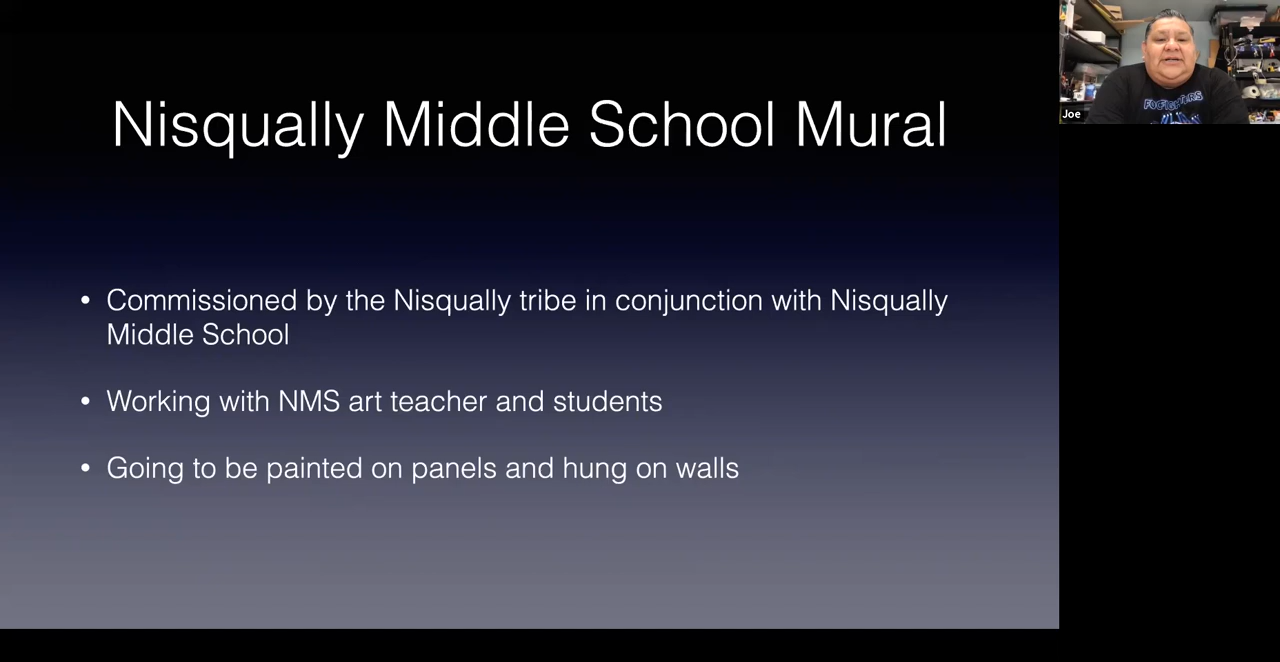 Nisqually Middle School Mural
• Commissioned by the Nisqually tribe in conjunction with Nisqually
Middle School
• Working with NMS art teacher and students
• Going to be painted on panels and hung on walls
Joe